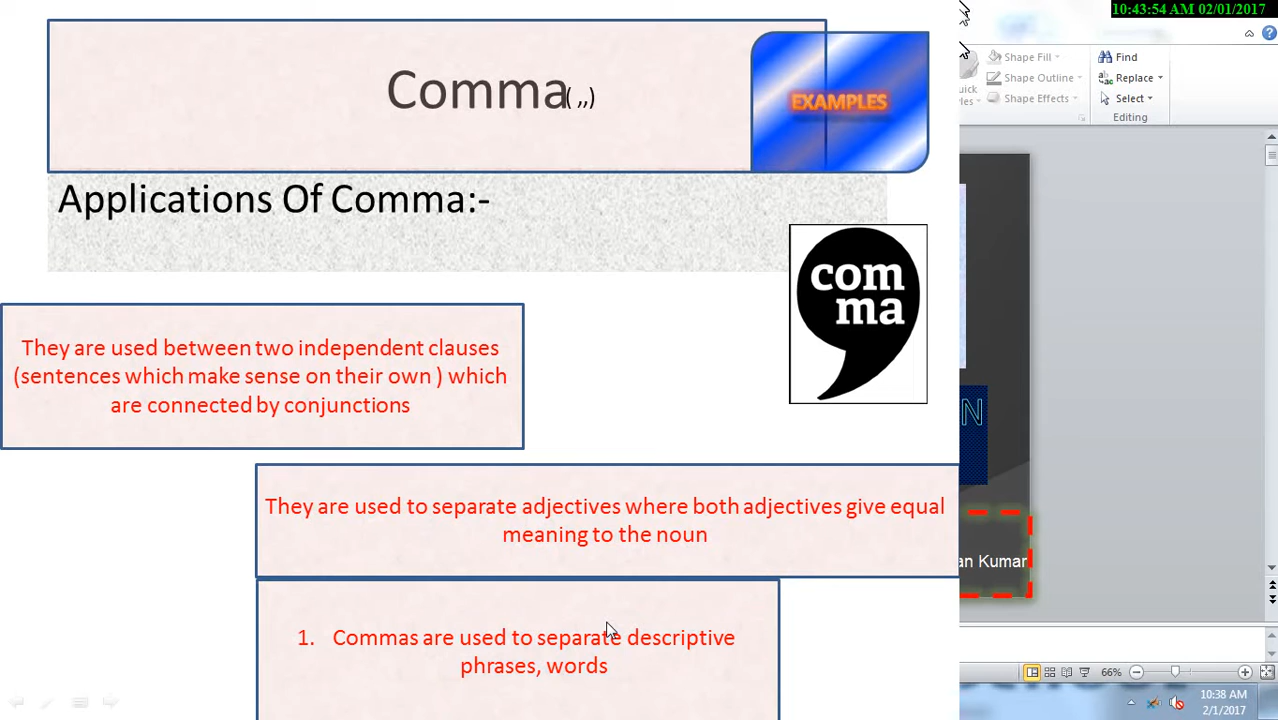 10:43:54 AM 02/01/2017
Comma( ,,)
EXAMPLES
Applications Of Comma:-
com
ma
They are used between two independent clauses
(sentences which make sense on their own ) which
are connected by conjunctions
They are used to separate adjectives where both adjectives give equal
meaning to the noun
1. Commas are used to separate descriptive
phrases, words
Shape Fill
Shape Outline
Shape Effects
Find
Replace
Select
Editing
N
an Kumar
66%
10:38 AM
2/1/2017